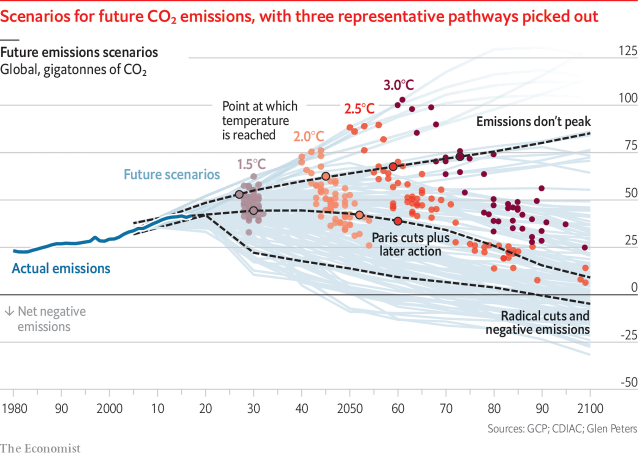 Scenarios for future CO₂ emissions, with three representative pathways picked out
Future emissions scenarios
Global, gigatonnes of CO₂
125
100
75
50
25
0
-25
-50
3.0°C
2.5°C
2.0°C
1.5°C
Point at which
temperature
is reached
Emissions don't peak
Future scenarios
Actual emissions
Paris cuts plus
later action
↓ Net negative
emissions
Radical cuts and
negative emissions
1980 90 2000 10 20 30 40 2050 60 70 80 90 2100
Sources: GCP; CDIAC; Glen Peters
The Economist